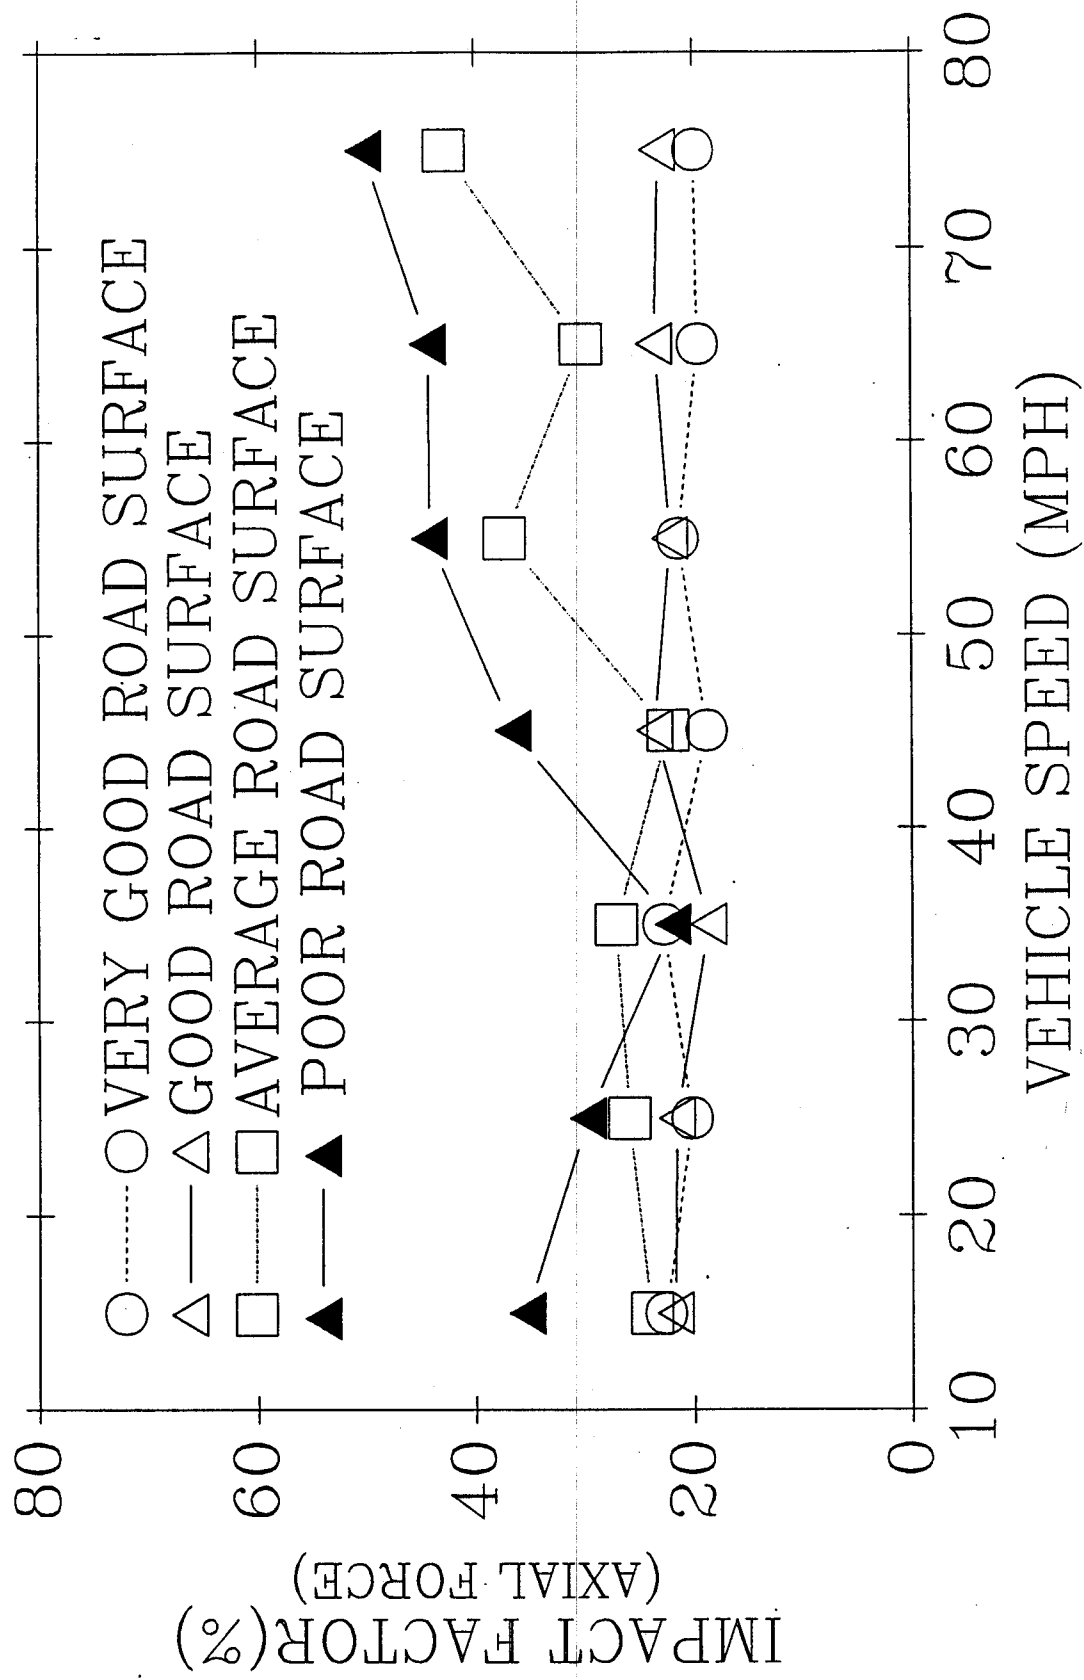 VERY GOOD ROAD SURFACE
GOOD ROAD SURFACE
AVERAGE ROAD SURFACE
POOR ROAD SURFACE
IMPACT FACTOR(%)
(AXIAL FORCE)
80
60
40
20
0
10 20 30 40 50 60 70 80
VEHICLE SPEED (MPH)